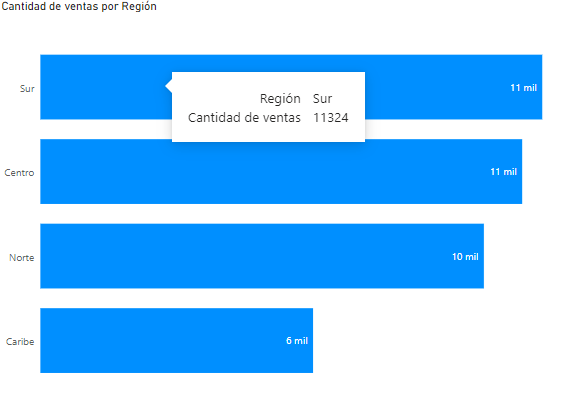 Cantidad de ventas por Región
Sur
11 mil
Región Sur
Cantidad de ventas 11324
Centro
11 mil
Norte
10 mil
Caribe
6 mil